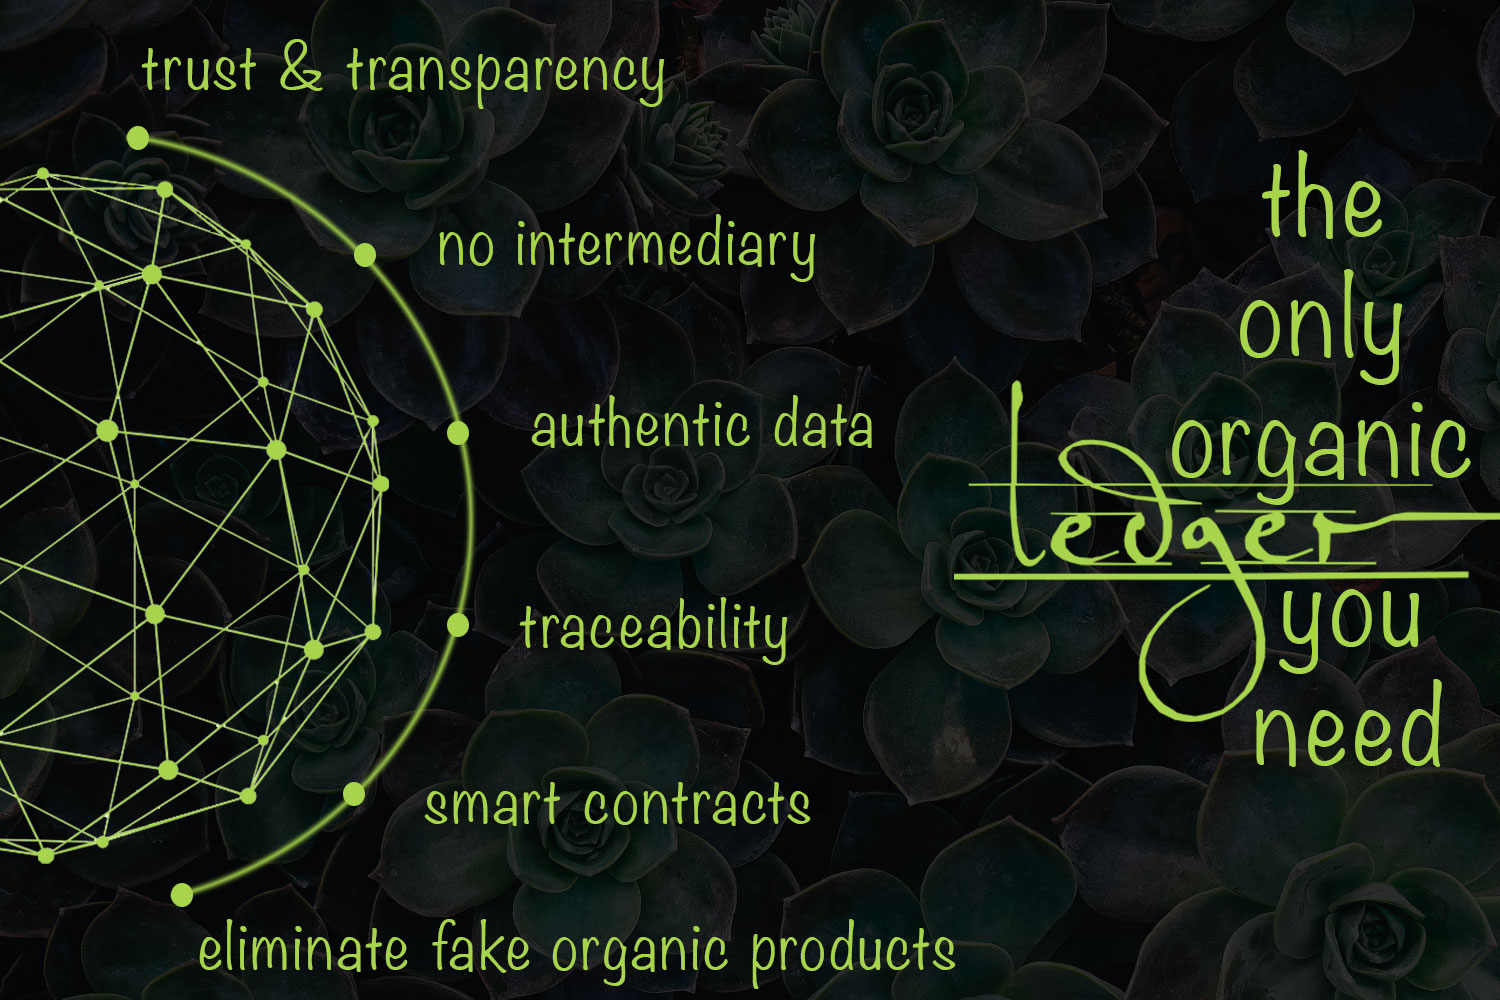 trust & transparency
no intermediary
authentic data
traceability
smart contracts
eliminate fake organic products
the
only
organic
ledger
you
need